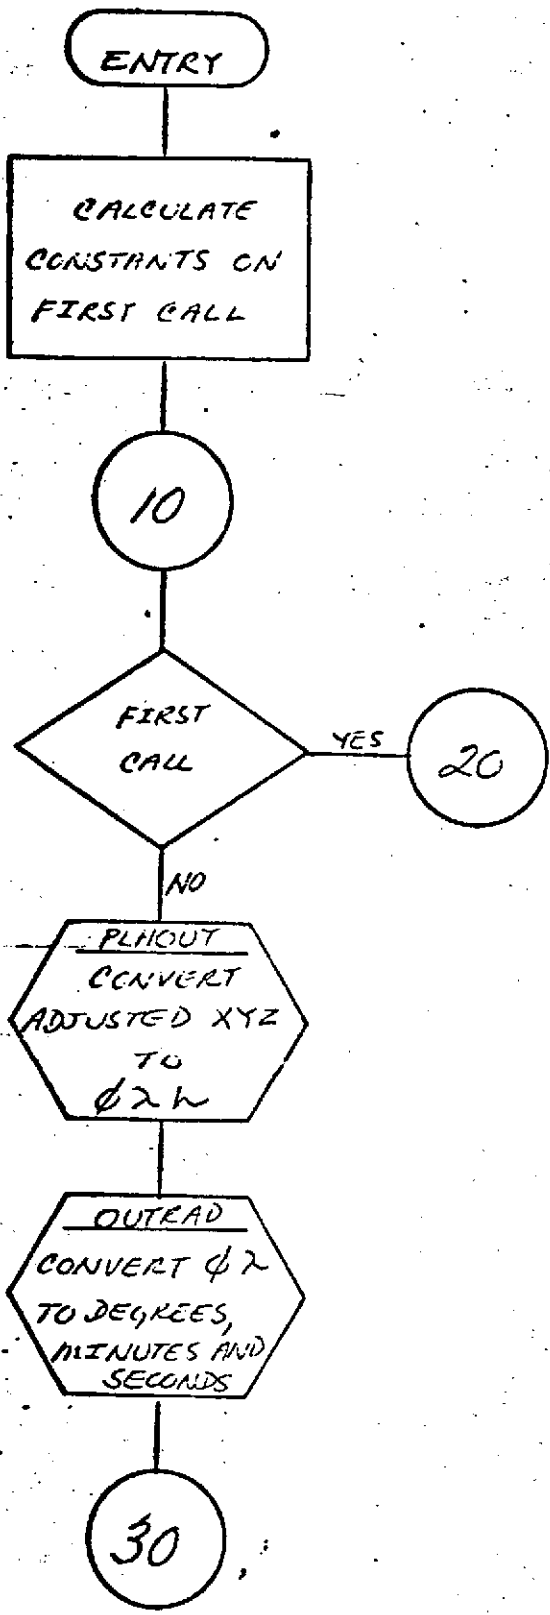 ENTRY
CALCULATE
CONSTANTS ON
FIRST CALL
10
FIRST
CALL
YES
20
NO
PLHOUT
CONVERT
ADJUSTED XYZ
TO
φλh
OUTRAD
CONVERT φλ
TO DEGREES,
MINUTES AND
SECONDS
30